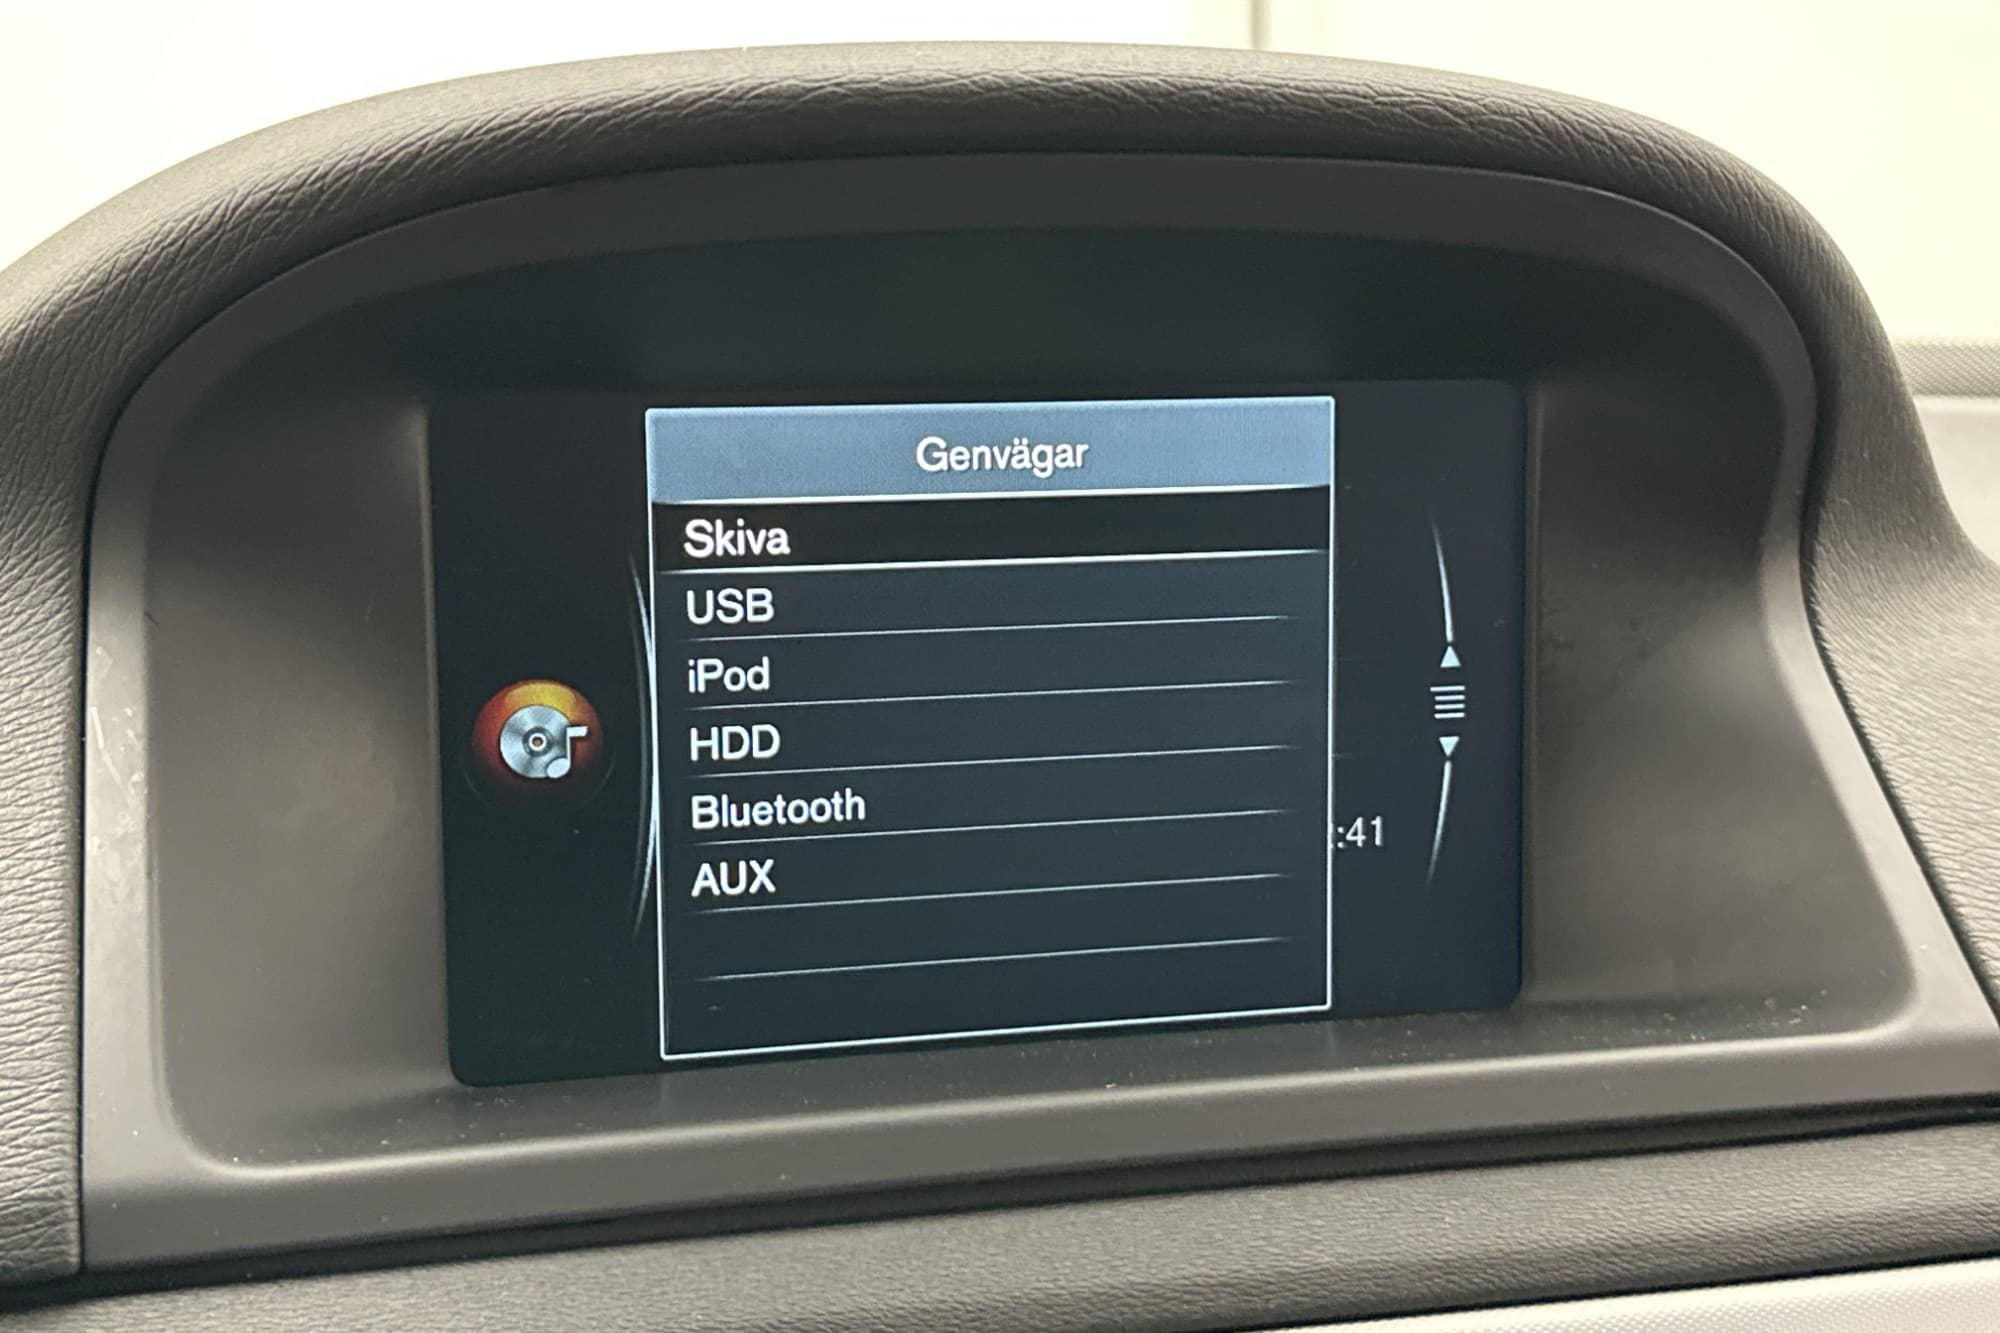 Genvägar
Skiva
USB
iPod
HDD
Bluetooth
:41
AUX